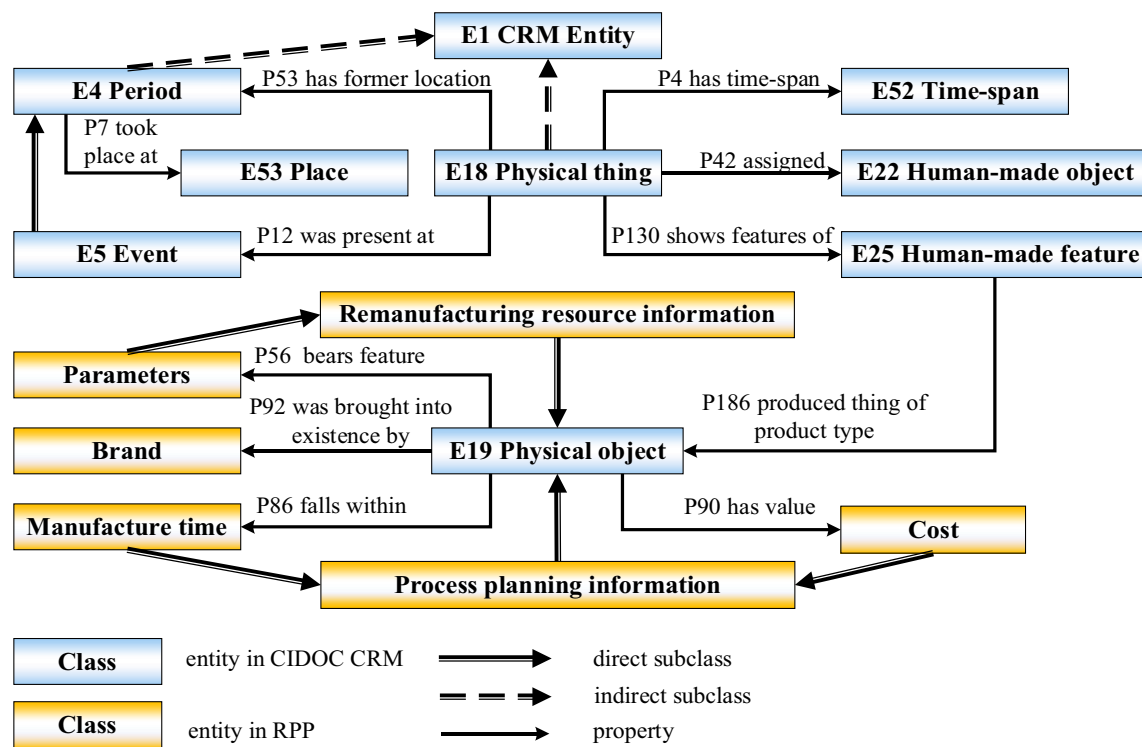 E1 CRM Entity
P53 has former location
P4 has time-span
E4 Period
E52 Time-span
P7 took
place at
E53 Place
E18 Physical thing
P42 assigned
E22 Human-made object
P12 was present at
P130 shows features of
E5 Event
E25 Human-made feature
Remanufacturing resource information
P56 bears feature
Parameters
P92 was brought into
existence by
P186 produced thing of
product type
Brand
E19 Physical object
P86 falls within
P90 has value
Manufacture time
Cost
Process planning information
Class
entity in CIDOC CRM
direct subclass
indirect subclass
Class
entity in RPP
property